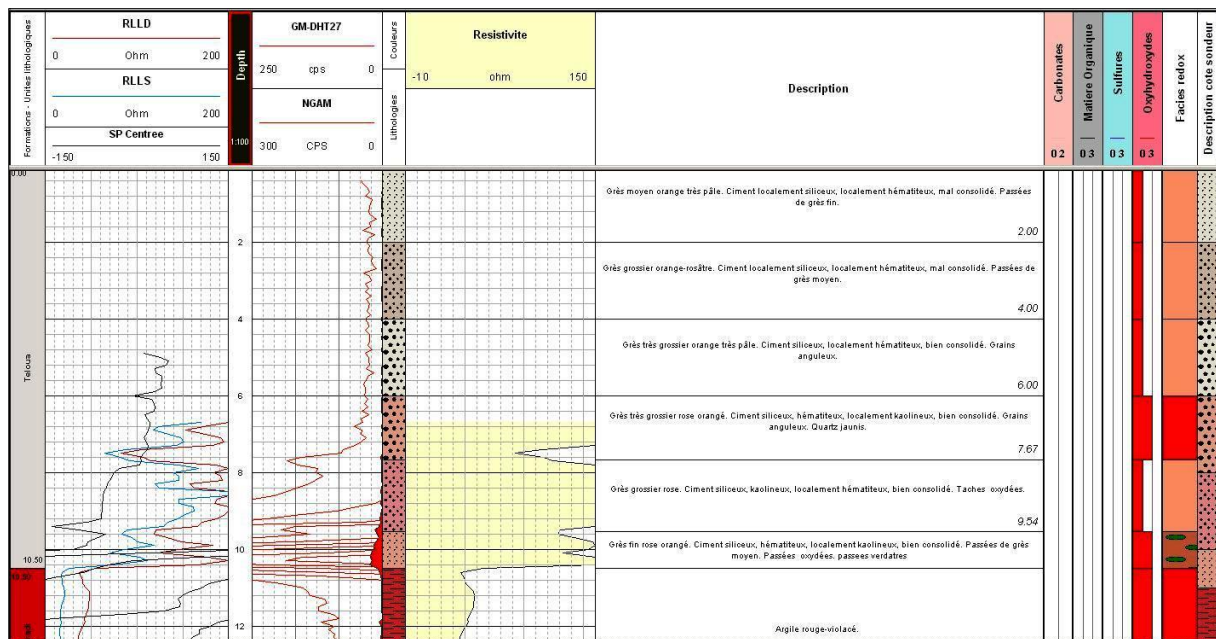 Formations - Unites lithologiques
RLLD
0 Ohm 200
RLLS
0 Ohm 200
SP Centree
-150 150
Depth
1:100
GM-DHT27
250 cps 0
NGAM
300 CPS 0
Couleurs
Lithologies
Resistivite
-10 ohm 150
Description
Carbonates
0 2
Matiere Organique
0 3
Sulfures
0 3
Oxyhydroxydes
0 3
Facies redox
Description cote sondeur
0.00
Teloua
10.50
10.50
2
4
6
8
10
12
Grès moyen orange très pâle. Ciment localement siliceux, localement hématiteux, mal consolidé. Passées
de grès fin.
2.00
Grès grossier orange-rosâtre. Ciment localement siliceux, localement hématiteux, mal consolidé. Passées de
grès moyen.
4.00
Grès très grossier orange très pâle. Ciment siliceux, localement hématiteux, bien consolidé. Grains
anguleux.
6.00
Grès très grossier rose orangé. Ciment siliceux, hématiteux, localement kaolineux, bien consolidé. Grains
anguleux. Quartz jaunis.
7.67
Grès grossier rose. Ciment siliceux, kaolineux, localement hématiteux, bien consolidé. Taches oxydées.
9.54
Grès fin rose orangé. Ciment siliceux, hématiteux, localement kaolineux, bien consolidé. Passées de grès
moyen. Passées oxydées. passees verdatres
Argile rouge-violacé.